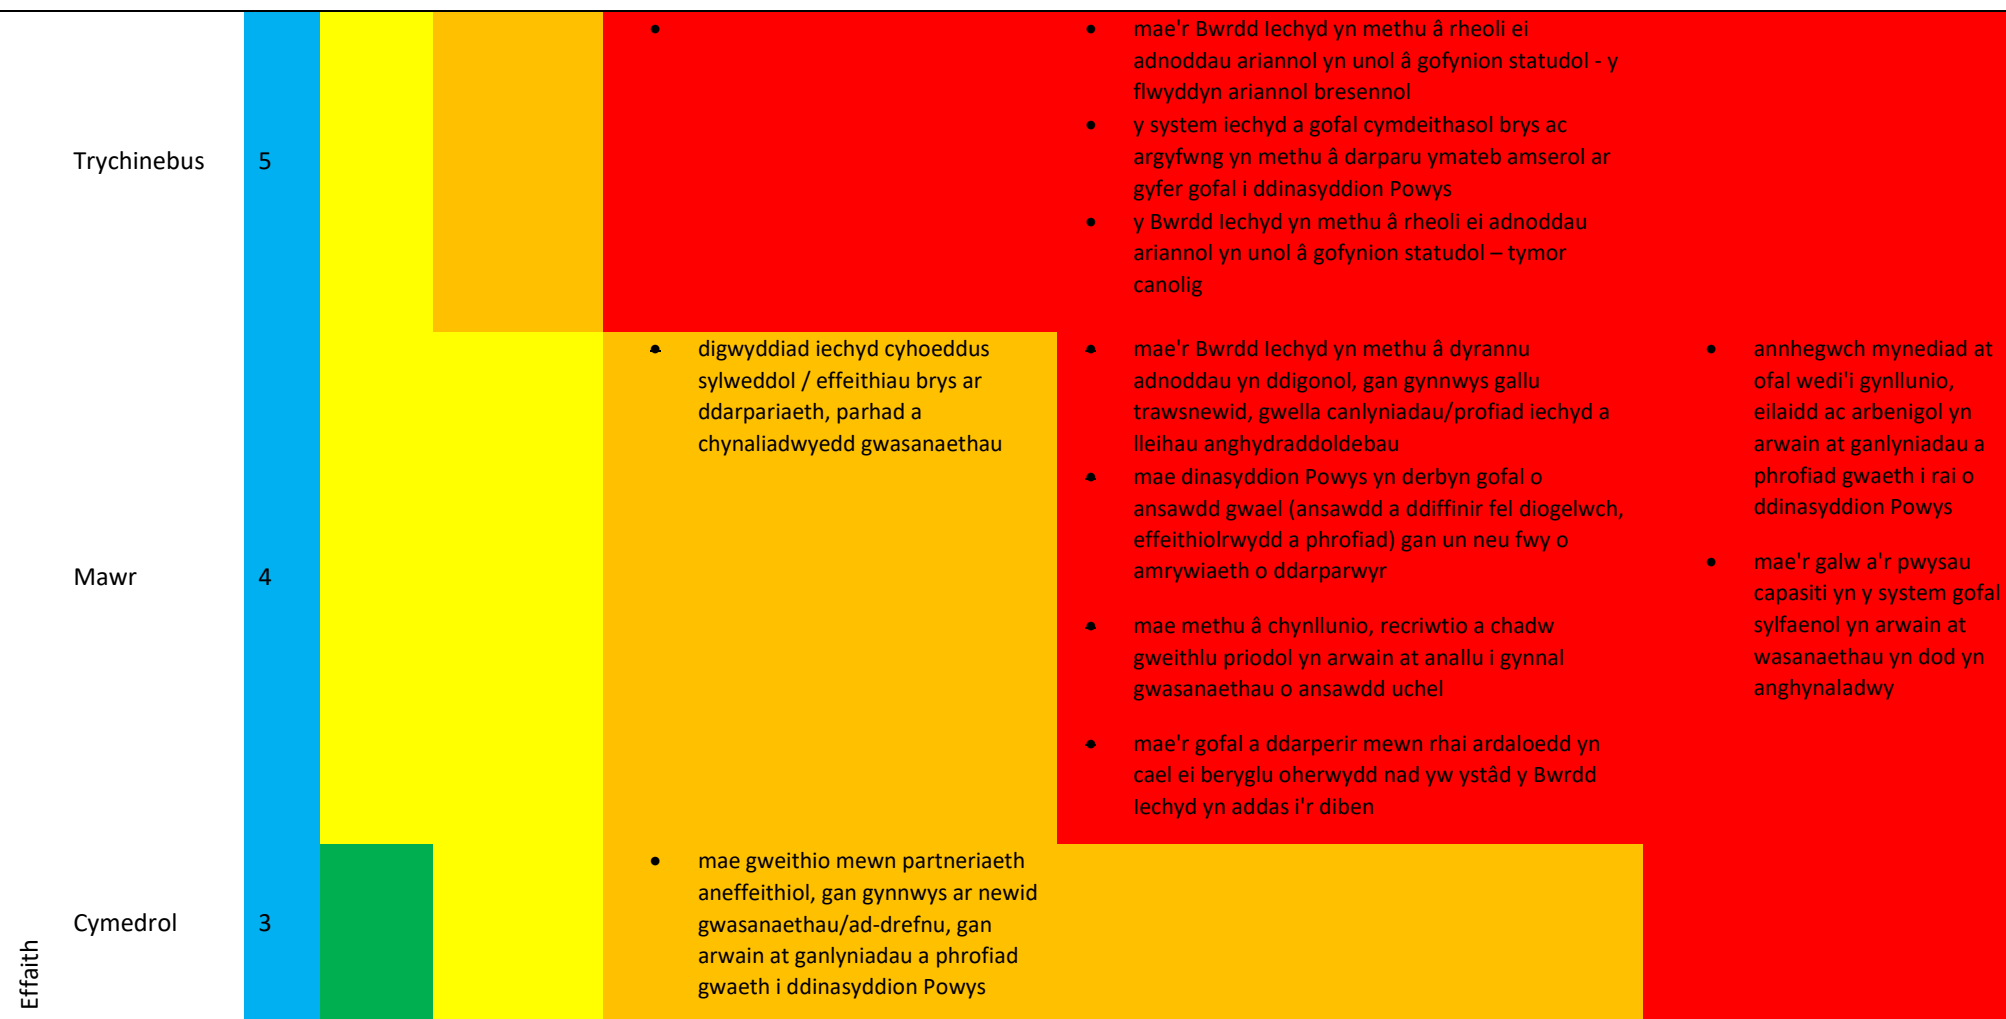 Trychinebus
5
mae'r Bwrdd Iechyd yn methu â rheoli ei
adnoddau ariannol yn unol â gofynion statudol - y
flwyddyn ariannol bresennol
y system iechyd a gofal cymdeithasol brys ac
argyfwng yn methu â darparu ymateb amserol ar
gyfer gofal i ddinasyddion Powys
y Bwrdd Iechyd yn methu â rheoli ei adnoddau
ariannol yn unol â gofynion statudol – tymor
canolig
Mawr
4
digwyddiad iechyd cyhoeddus
sylweddol / effeithiau brys ar
ddarpariaeth, parhad a
chynaliadwyedd gwasanaethau
mae'r Bwrdd Iechyd yn methu â dyrannu
adnoddau yn ddigonol, gan gynnwys gallu
trawsnewid, gwella canlyniadau/profiad iechyd a
lleihau anghydraddoldebau
mae dinasyddion Powys yn derbyn gofal o
ansawdd gwael (ansawdd a ddiffinir fel diogelwch,
effeithiolrwydd a phrofiad) gan un neu fwy o
amrywiaeth o ddarparwyr
mae methu â chynllunio, recriwtio a chadw
gweithlu priodol yn arwain at anallu i gynnal
gwasanaethau o ansawdd uchel
mae'r gofal a ddarperir mewn rhai ardaloedd yn
cael ei beryglu oherwydd nad yw ystâd y Bwrdd
Iechyd yn addas i'r diben
annhegwch mynediad at
ofal wedi'i gynllunio,
eilaidd ac arbenigol yn
arwain at ganlyniadau a
phrofiad gwaeth i rai o
ddinasyddion Powys
mae'r galw a'r pwysau
capasiti yn y system gofal
sylfaenol yn arwain at
wasanaethau yn dod yn
anghynaladwy
Effaith
Cymedrol
3
mae gweithio mewn partneriaeth
aneffeithiol, gan gynnwys ar newid
gwasanaethau/ad-drefnu, gan
arwain at ganlyniadau a phrofiad
gwaeth i ddinasyddion Powys